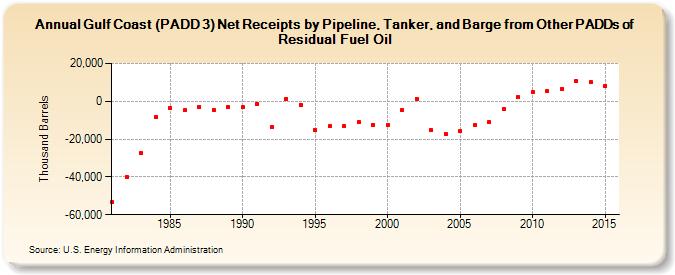 Annual Gulf Coast (PADD 3) Net Receipts by Pipeline, Tanker, and Barge from Other PADDs of
Residual Fuel Oil
Thousand Barrels
20,000
0
-20,000
-40,000
-60,000
1985 1990 1995 2000 2005 2010 2015
Source: U.S. Energy Information Administration